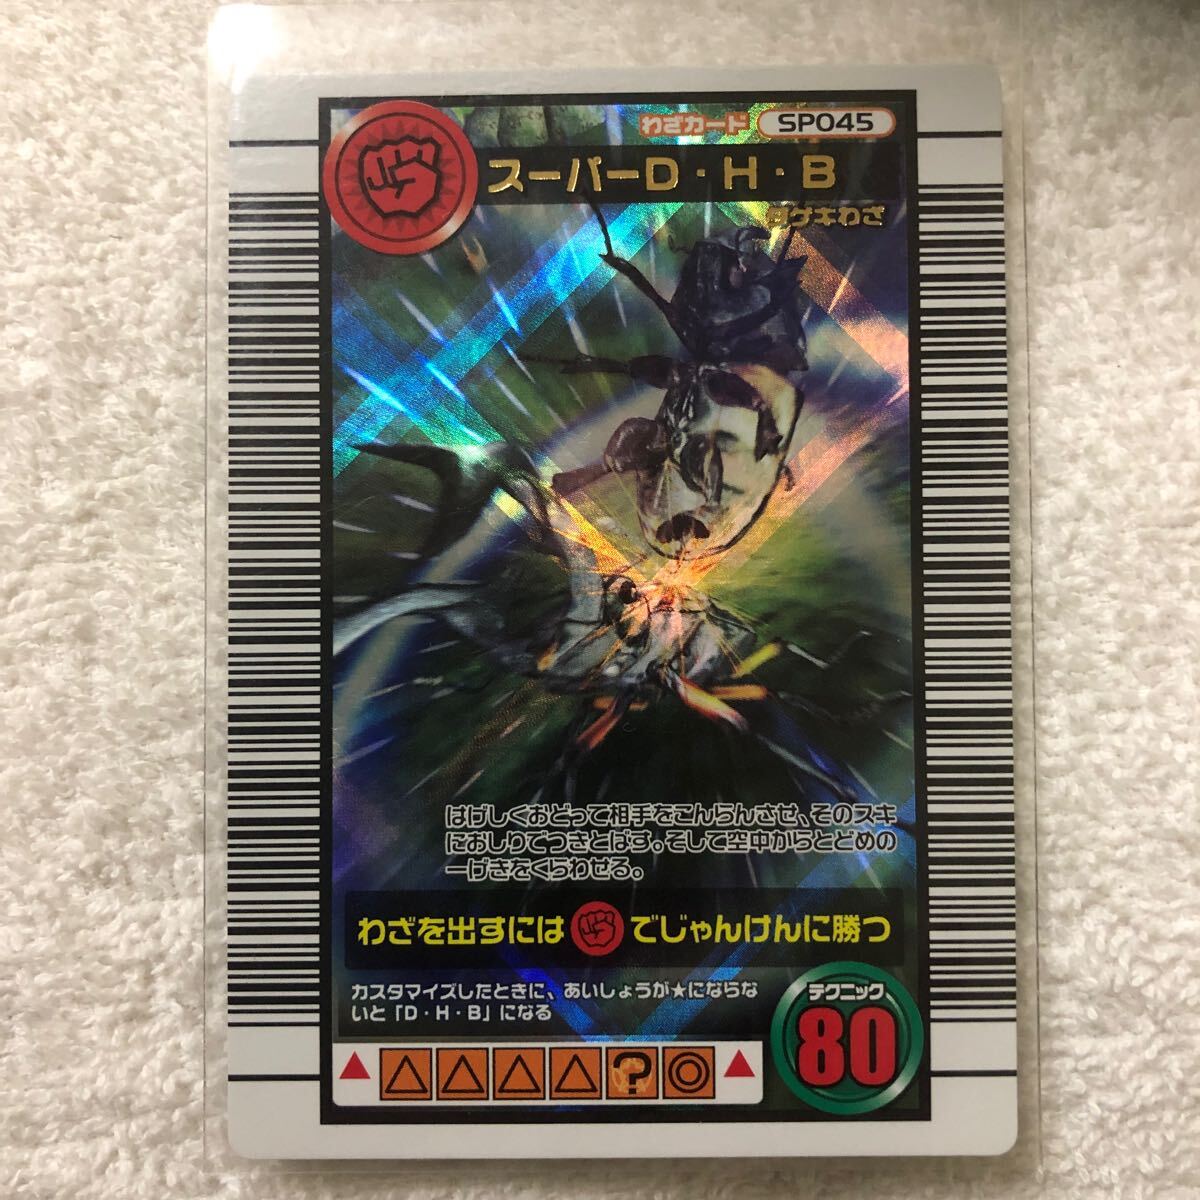 わざカード SP045
スーパーD・H・B
ダゲキわざ
はげしくおどって相手をこんらんさせ、そのスキ
におしりでつきとばす。そして空中からとどめの
一げきをくらわせる。
わざを出すには でじゃんけんに勝つ
カスタマイズしたときに、あいしょうが★にならな
いと「D・H・B」になる
テクニック
80
▲ △ △ △ △ ? ◎ ▲